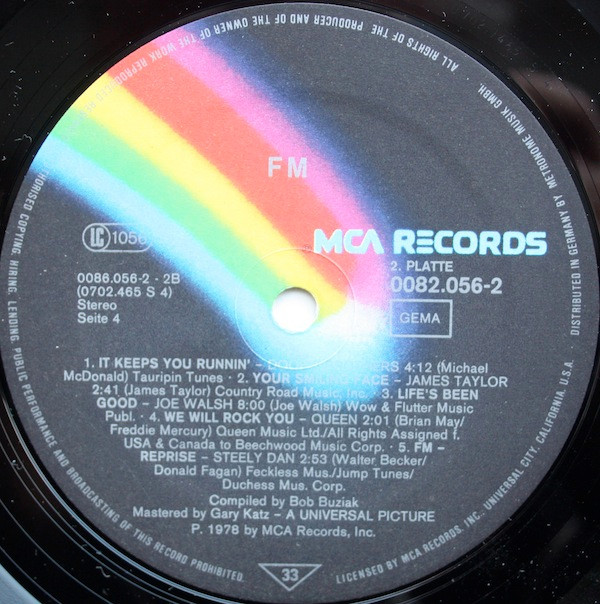 ALL RIGHTS OF THE PRODUCER AND OF THE OWNER OF THE WORK REPRODUCED
HORISED COPYING, HIRING, LENDING, PUBLIC PERFORMANCE AND BROADCASTING OF THIS RECORD PROHIBITED.
FM
LC 1056
MCA RECORDS
2. PLATTE
0086.056-2 - 2B
0082.056-2
(0702.465 S 4)
Stereo
GEMA
Seite 4
1. IT KEEPS YOU RUNNIN' – 4:12 (Michael
McDonald) Tauripin Tunes · 2. YOUR SMILING FACE – JAMES TAYLOR
2:41 (James Taylor) Country Road Music, Inc. · 3. LIFE'S BEEN
GOOD – JOE WALSH 8:00 (Joe Walsh) Wow & Flutter Music
Publ. · 4. WE WILL ROCK YOU – QUEEN 2:01 (Brian May/
Freddie Mercury) Queen Music Ltd./All Rights Assigned f.
USA & Canada to Beechwood Music Corp. · 5. FM –
REPRISE – STEELY DAN 2:53 (Walter Becker/
Donald Fagan) Feckless Mus./Jump Tunes/
Duchess Mus. Corp.
Compiled by Bob Buziak
Mastered by Gary Katz – A UNIVERSAL PICTURE
P. 1978 by MCA Records, Inc.
33
LICENSED BY MCA RECORDS, INC. UNIVERSAL CITY, CALIFORNIA, U.S.A. · DISTRIBUTED IN GERMANY BY METRONOME MUSIK GMBH.